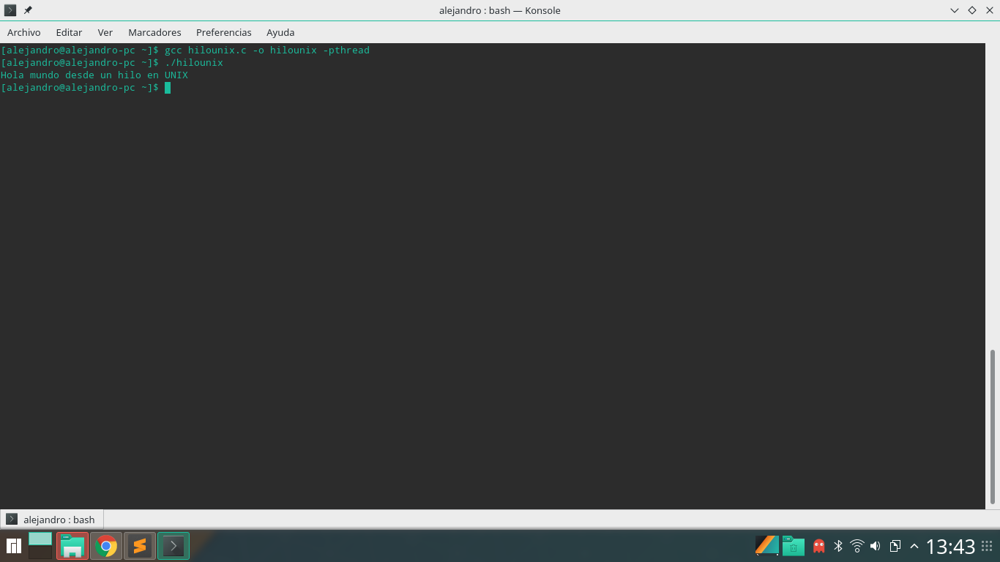 alejandro : bash — Konsole
Archivo Editar Ver Marcadores Preferencias Ayuda
[alejandro@alejandro-pc ~]$ gcc hilounix.c -o hilounix -pthread
[alejandro@alejandro-pc ~]$ ./hilounix
Hola mundo desde un hilo en UNIX
[alejandro@alejandro-pc ~]$
alejandro : bash
13:43